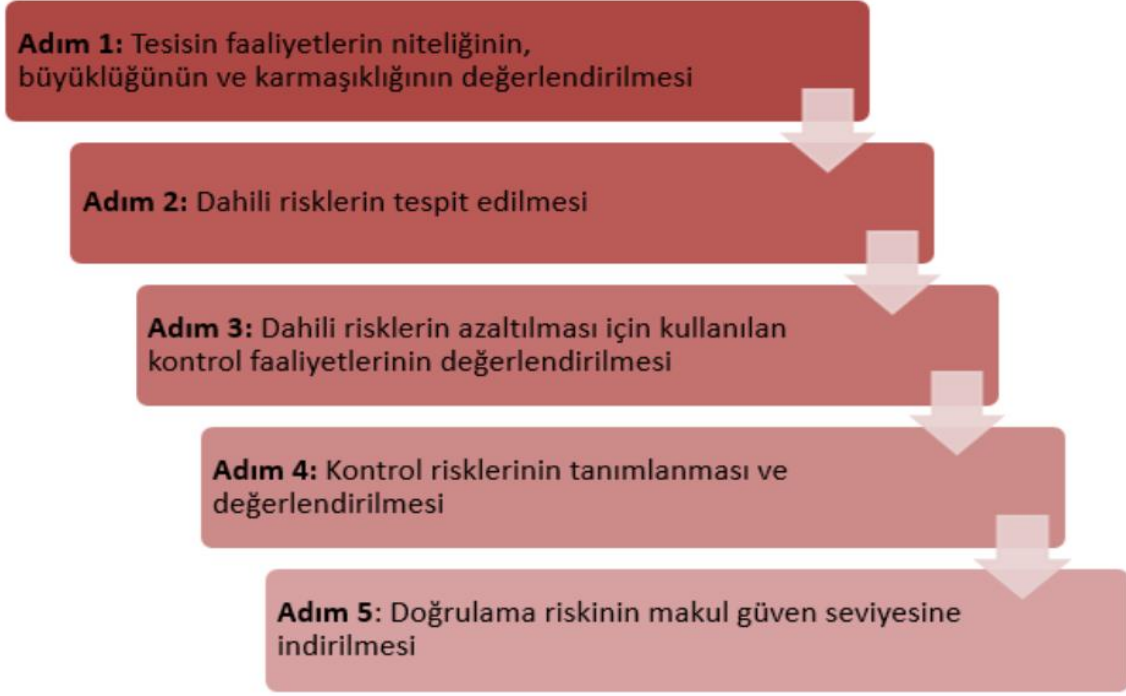 Adım 1: Tesisin faaliyetlerin niteliğinin,
büyüklüğünün ve karmaşıklığının değerlendirilmesi
Adım 2: Dahili risklerin tespit edilmesi
Adım 3: Dahili risklerin azaltılması için kullanılan
kontrol faaliyetlerinin değerlendirilmesi
Adım 4: Kontrol risklerinin tanımlanması ve
değerlendirilmesi
Adım 5: Doğrulama riskinin makul güven seviyesine
indirilmesi